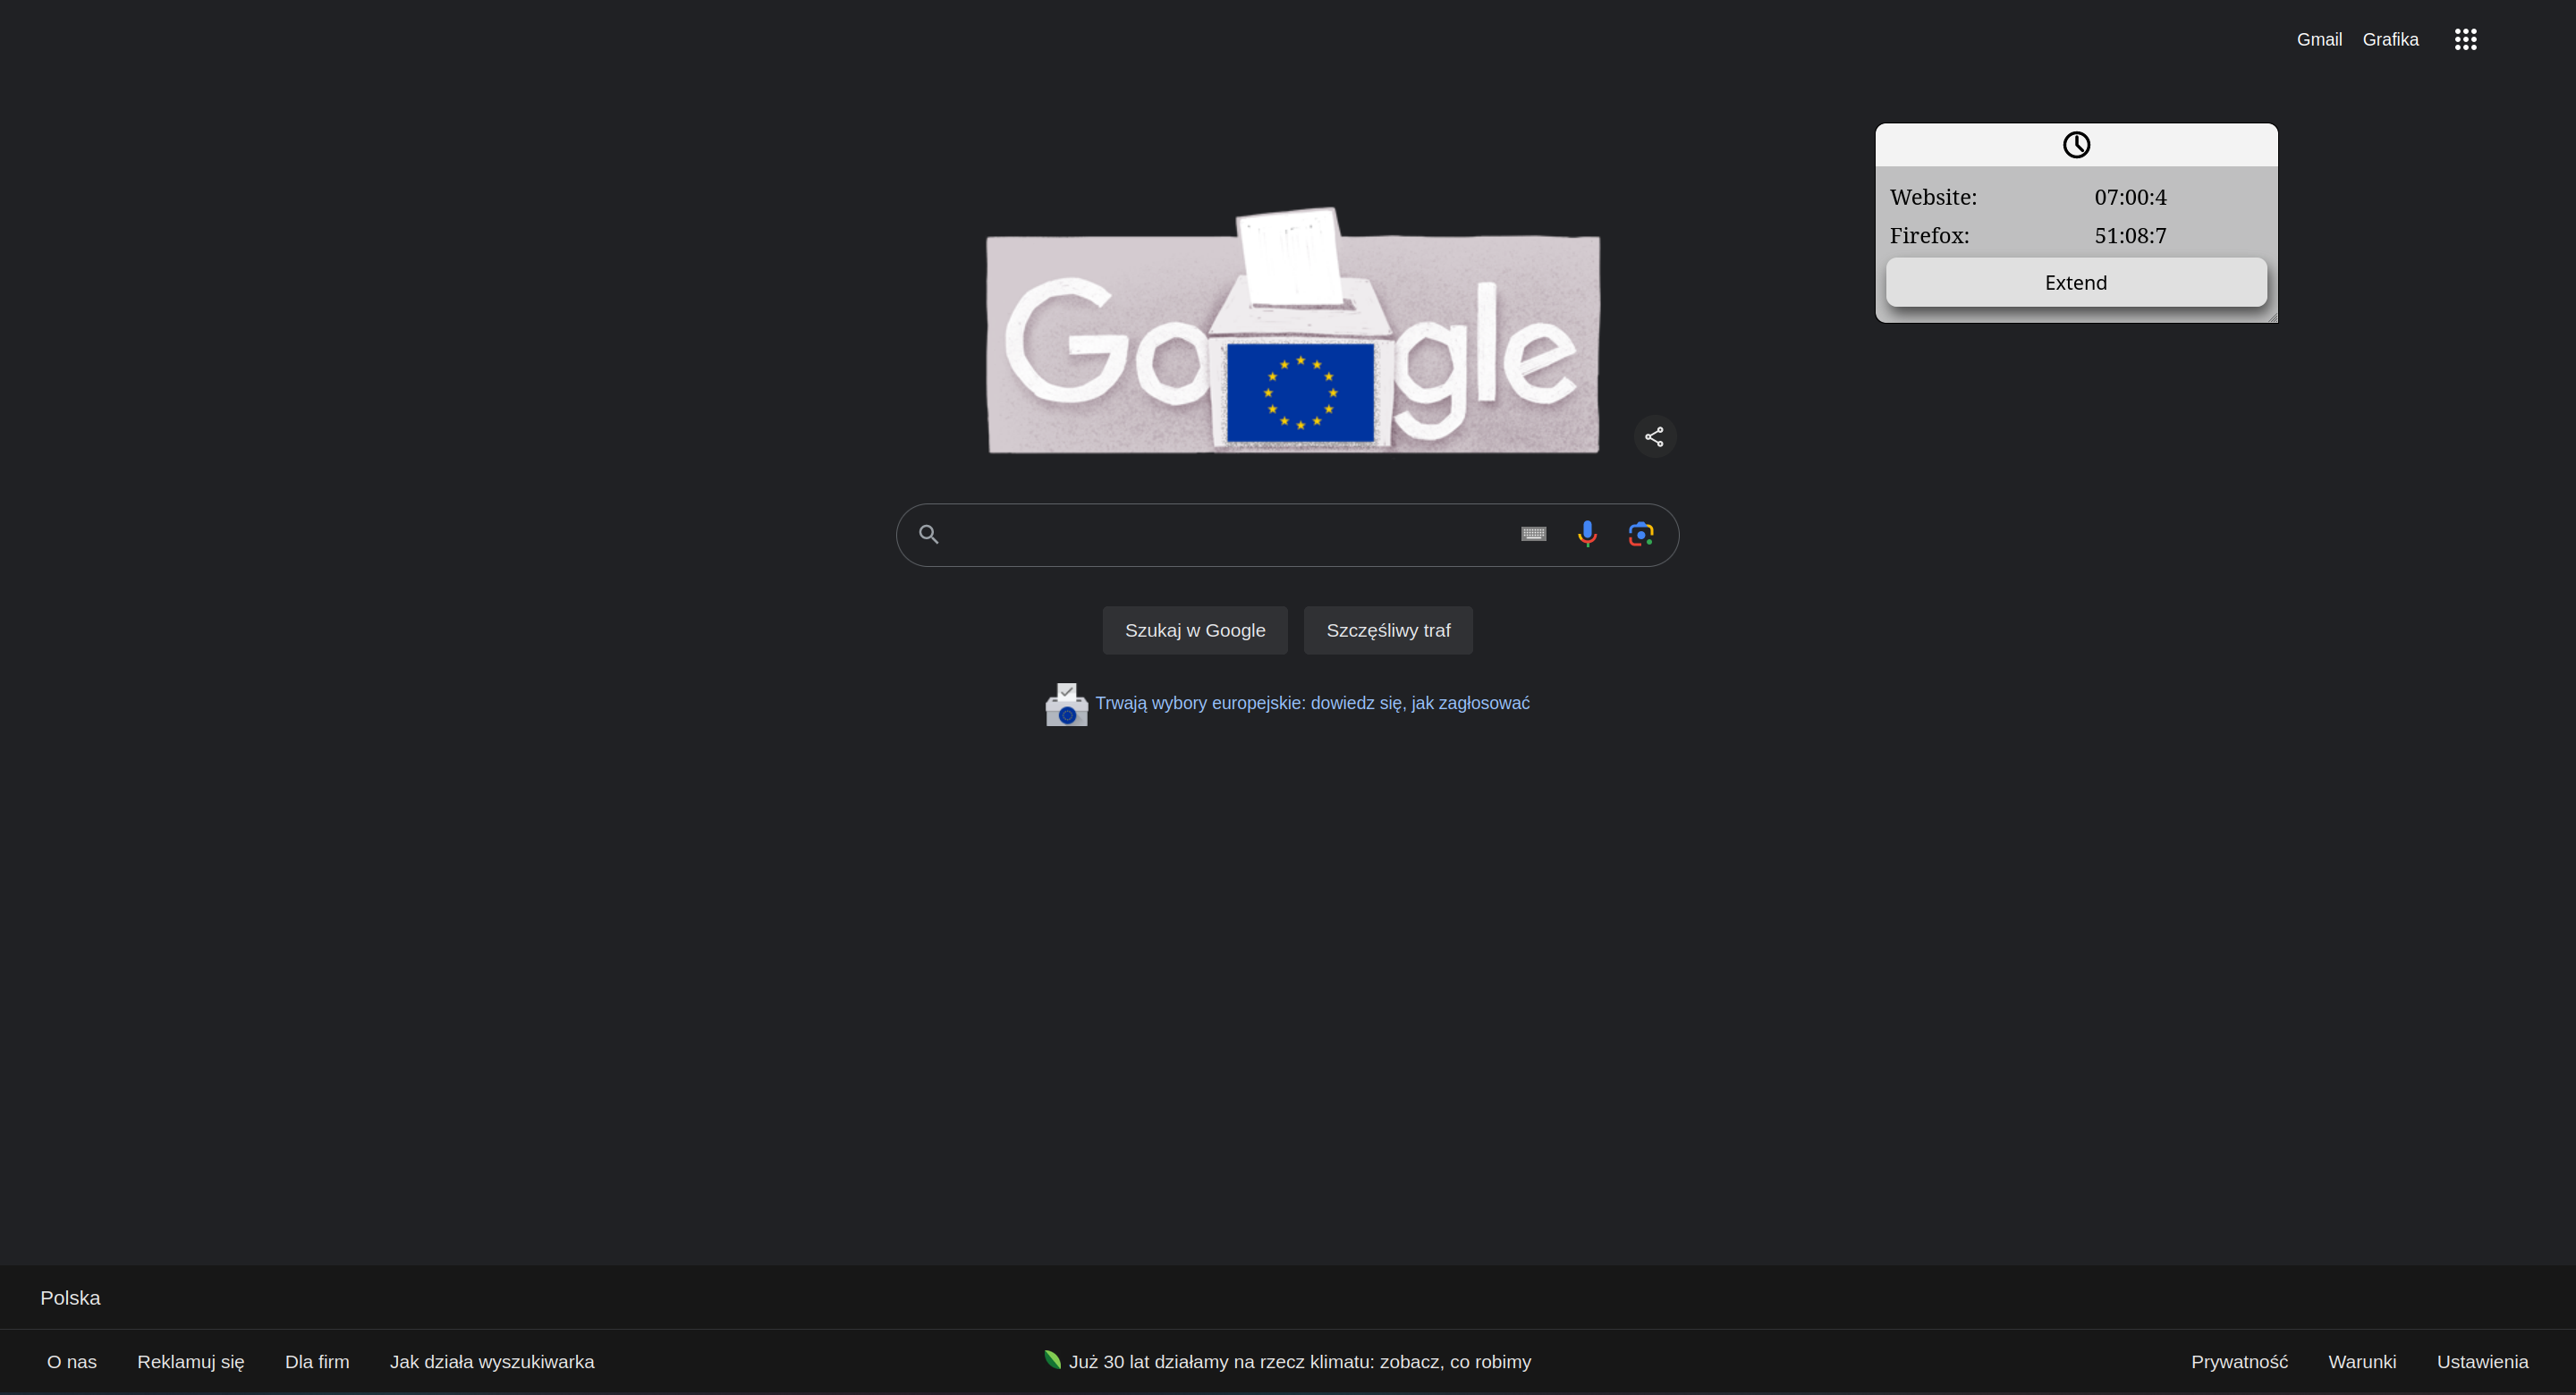 Gmail Grafika
Website: 07:00:4
Firefox: 51:08:7
Extend
Google
Szukaj w Google Szczęśliwy traf
Trwają wybory europejskie: dowiedz się, jak zagłosować
Polska
O nas Reklamuj się Dla firm Jak działa wyszukiwarka Już 30 lat działamy na rzecz klimatu: zobacz, co robimy Prywatność Warunki Ustawienia